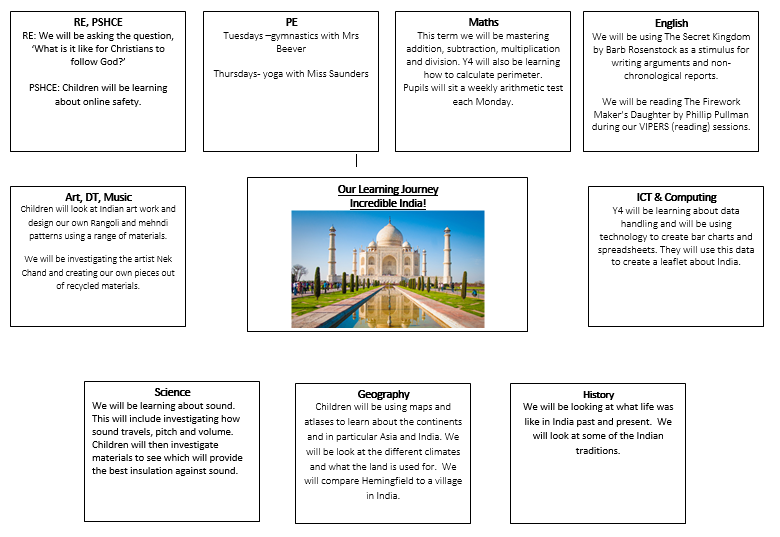 RE, PSHCE
RE: We will be asking the question,
‘What is it like for Christians to
follow God?’
PSHCE: Children will be learning
about online safety.
PE
Tuesdays –gymnastics with Mrs
Beever
Thursdays- yoga with Miss Saunders
Maths
This term we will be mastering
addition, subtraction, multiplication
and division. Y4 will also be learning
how to calculate perimeter.
Pupils will sit a weekly arithmetic test
each Monday.
English
We will be using The Secret Kingdom
by Barb Rosenstock as a stimulus for
writing arguments and non-
chronological reports.
We will be reading The Firework
Maker's Daughter by Phillip Pullman
during our VIPERS (reading) sessions.
Art, DT, Music
Children will look at Indian art work and
design our own Rangoli and mehndi
patterns using a range of materials.
We will be investigating the artist Nek
Chand and creating our own pieces out
of recycled materials.
Our Learning Journey
Incredible India!
ICT & Computing
Y4 will be learning about data
handling and will be using
technology to create bar charts and
spreadsheets. They will use this data
to create a leaflet about India.
Science
We will be learning about sound.
This will include investigating how
sound travels, pitch and volume.
Children will then investigate
materials to see which will provide
the best insulation against sound.
Geography
Children will be using maps and
atlases to learn about the continents
and in particular Asia and India. We
will be look at the different climates
and what the land is used for. We
will compare Hemingfield to a village
in India.
History
We will be looking at what life was
like in India past and present. We
will look at some of the Indian
traditions.